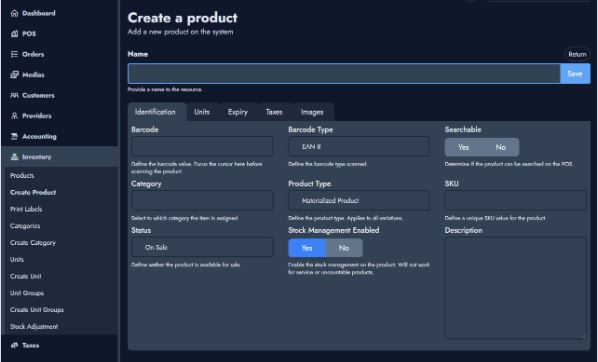 Dashboard
POS
Orders
Medias
Customers
Providers
Accounting
Inventory
Products
Create Product
Print Labels
Categories
Create Category
Units
Create Unit
Unit Groups
Create Unit Groups
Stock Adjustment
Taxes
Create a product
Add a new product on the system
Name
Return
Save
Provide a name to the resource.
Identification Units Expiry Taxes Images
Barcode
Define the barcode value. Focus the cursor here before
scanning the product.
Barcode Type
EAN 8
Define the barcode type scanned.
Searchable
Yes No
Determine if the product can be searched on the POS.
Category
Select to which category the item is assigned.
Product Type
Materialized Product
Define the product type. Applies to all variations.
SKU
Define a unique SKU value for the product.
Status
On Sale
Define wether the product is available for sale.
Stock Management Enabled
Yes No
Enable the stock management on the product. Will not work
for service or uncountable products.
Description